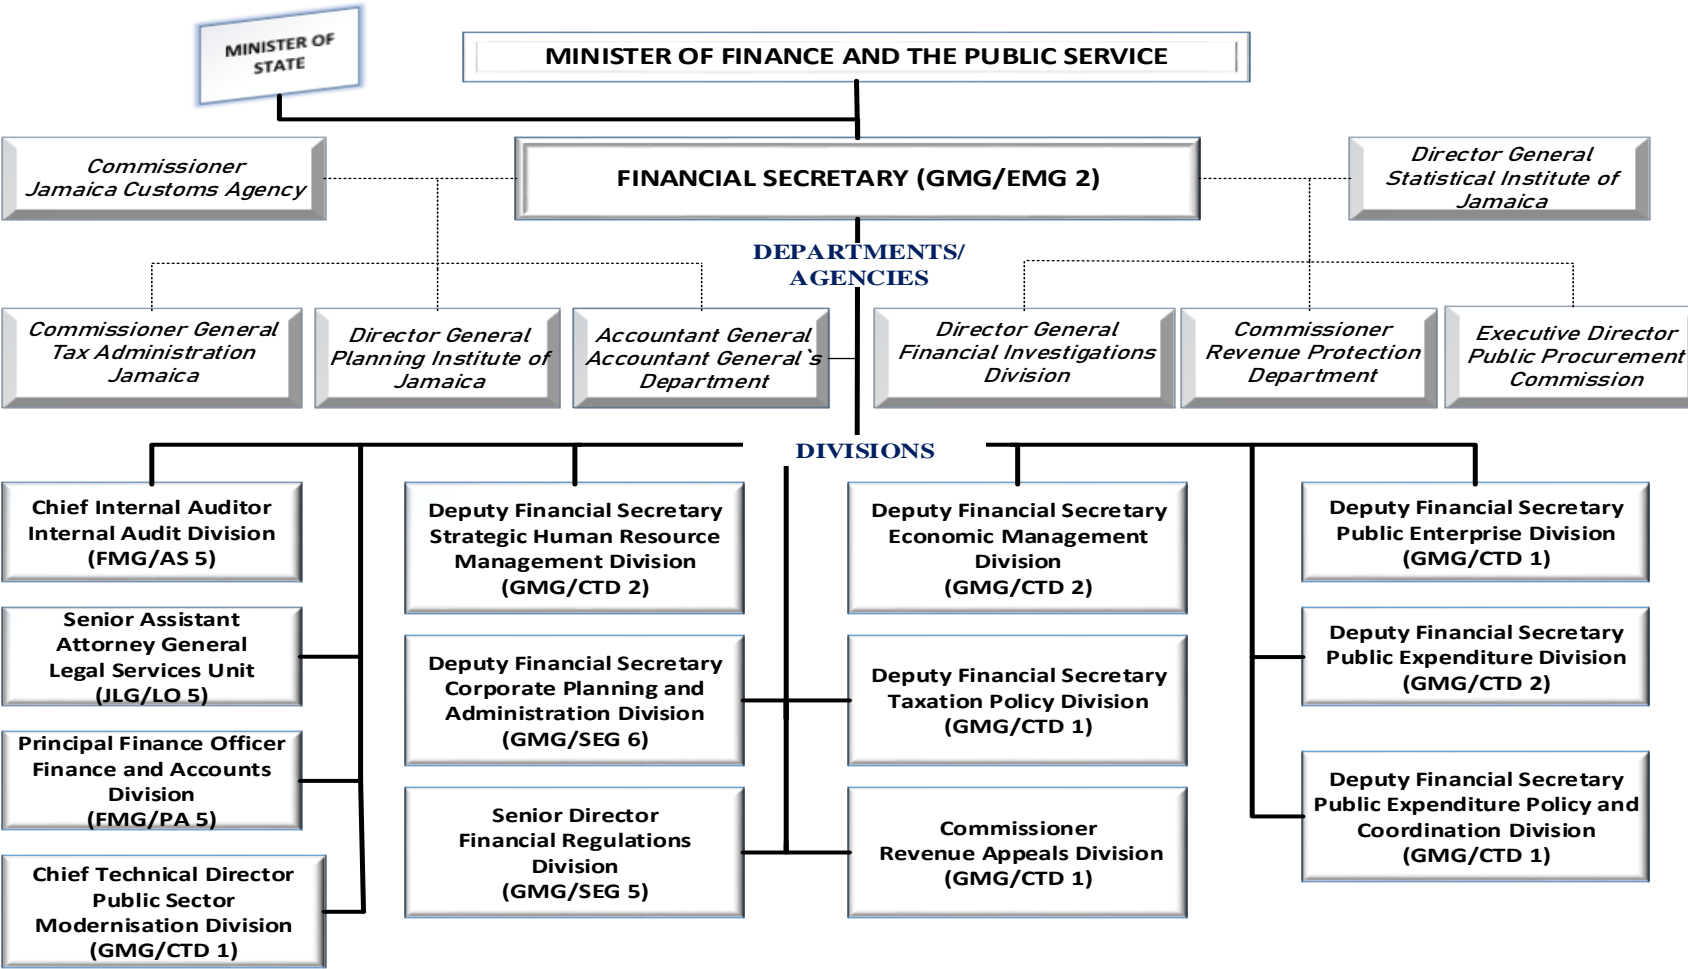 MINISTER OF
STATE
MINISTER OF FINANCE AND THE PUBLIC SERVICE
Commissioner
Jamaica Customs Agency
FINANCIAL SECRETARY (GMG/EMG 2)
Director General
Statistical Institute of
Jamaica
DEPARTMENTS/
AGENCIES
Commissioner General
Tax Administration
Jamaica
Director General
Planning Institute of
Jamaica
Accountant General
Accountant General`s
Department
Director General
Financial Investigations
Division
Commissioner
Revenue Protection
Department
Executive Director
Public Procurement
Commission
DIVISIONS
Chief Internal Auditor
Internal Audit Division
(FMG/AS 5)
Senior Assistant
Attorney General
Legal Services Unit
(JLG/LO 5)
Principal Finance Officer
Finance and Accounts
Division
(FMG/PA 5)
Chief Technical Director
Public Sector
Modernisation Division
(GMG/CTD 1)
Deputy Financial Secretary
Strategic Human Resource
Management Division
(GMG/CTD 2)
Deputy Financial Secretary
Corporate Planning and
Administration Division
(GMG/SEG 6)
Senior Director
Financial Regulations
Division
(GMG/SEG 5)
Deputy Financial Secretary
Economic Management
Division
(GMG/CTD 2)
Deputy Financial Secretary
Taxation Policy Division
(GMG/CTD 1)
Commissioner
Revenue Appeals Division
(GMG/CTD 1)
Deputy Financial Secretary
Public Enterprise Division
(GMG/CTD 1)
Deputy Financial Secretary
Public Expenditure Division
(GMG/CTD 2)
Deputy Financial Secretary
Public Expenditure Policy and
Coordination Division
(GMG/CTD 1)